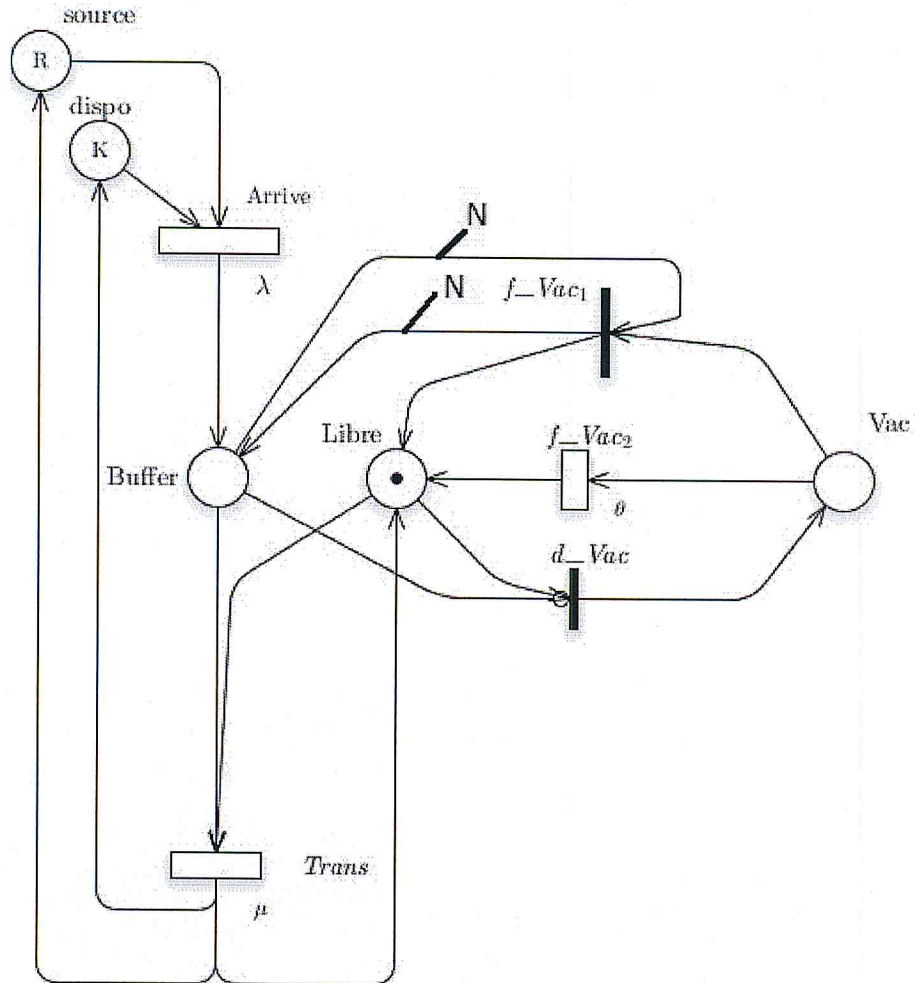 source
R
dispo
K
Arrive
λ
N
N
f_Vac₁
Libre
f_Vac₂
Vac
Buffer
θ
d_Vac
Trans
μ